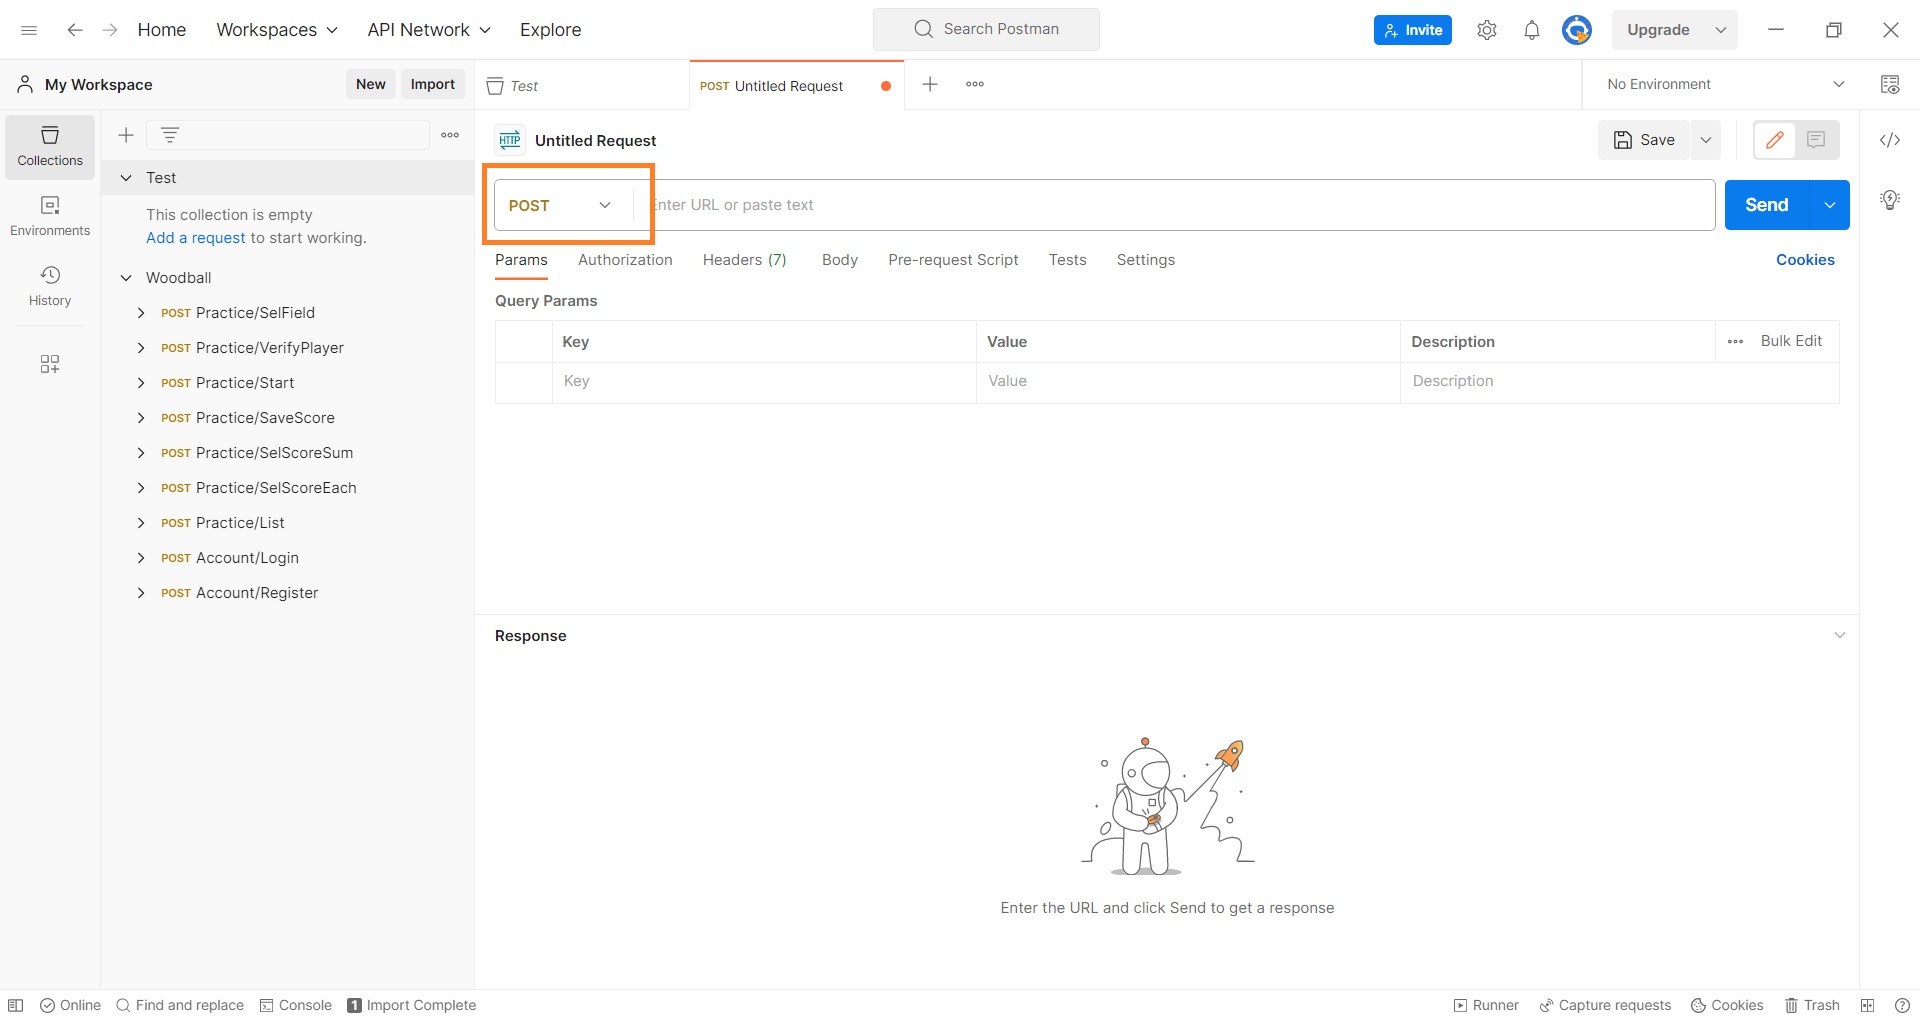 Home Workspaces API Network Explore Search Postman Invite Upgrade
My Workspace New Import Test POST Untitled Request No Environment
Collections
Environments
History
Test
This collection is empty
Add a request to start working.
Woodball
POST Practice/SelField
POST Practice/VerifyPlayer
POST Practice/Start
POST Practice/SaveScore
POST Practice/SelScoreSum
POST Practice/SelScoreEach
POST Practice/List
POST Account/Login
POST Account/Register
HTTP Untitled Request Save
POST Enter URL or paste text Send
Params Authorization Headers (7) Body Pre-request Script Tests Settings Cookies
Query Params
Key Value Description Bulk Edit
Key Value Description
Response
Enter the URL and click Send to get a response
Online Find and replace Console 1 Import Complete Runner Capture requests Cookies Trash